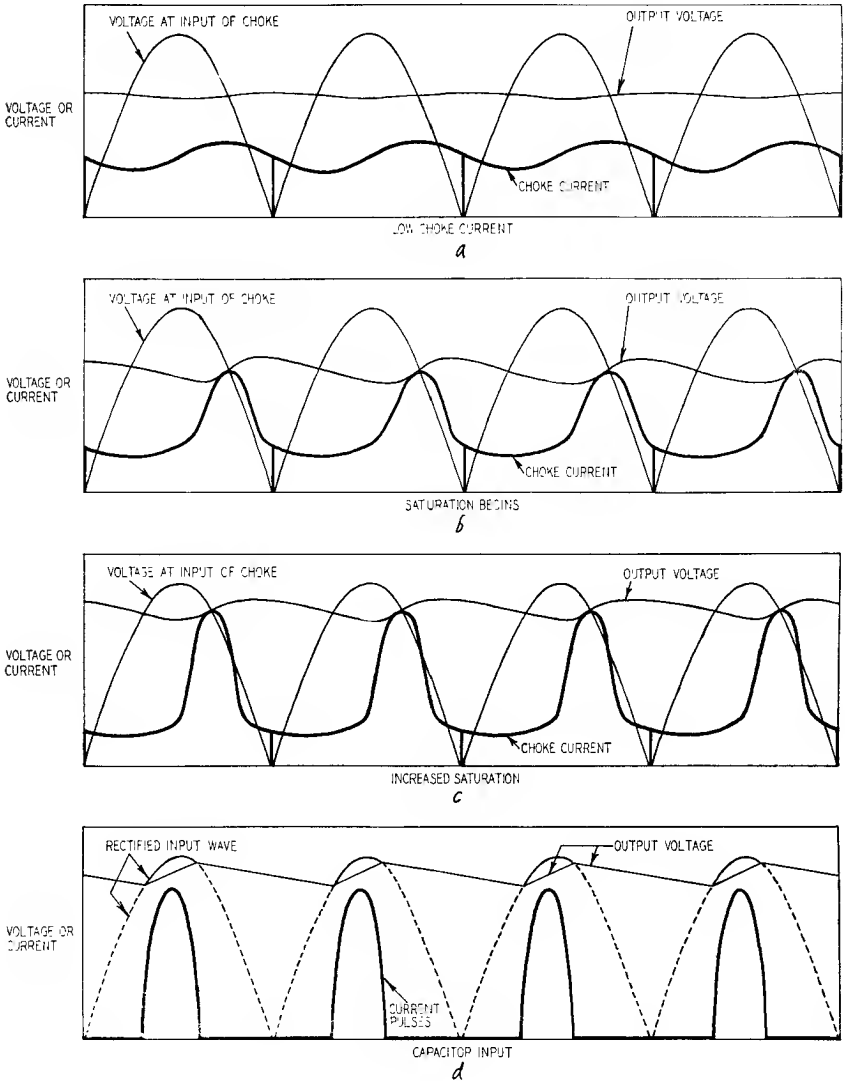 VOLTAGE AT INPUT OF CHOKE
OUTPUT VOLTAGE
VOLTAGE OR
CURRENT
CHOKE CURRENT
LOW CHOKE CURRENT
a
VOLTAGE AT INPUT OF CHOKE
OUTPUT VOLTAGE
VOLTAGE OR
CURRENT
CHOKE CURRENT
SATURATION BEGINS
b
VOLTAGE AT INPUT OF CHOKE
OUTPUT VOLTAGE
VOLTAGE OR
CURRENT
CHOKE CURRENT
INCREASED SATURATION
c
RECTIFIED INPUT WAVE
OUTPUT VOLTAGE
VOLTAGE OR
CURRENT
CURRENT
PULSES
CAPACITOR INPUT
d